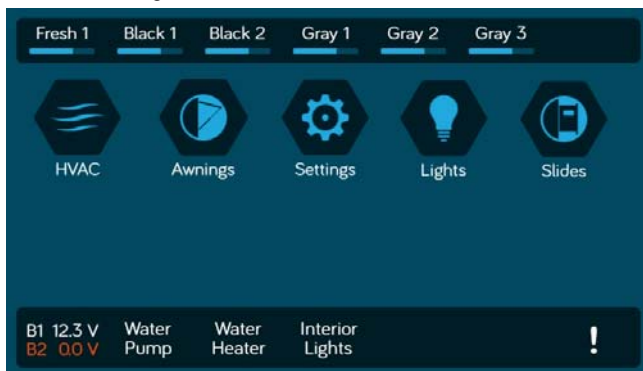 Fresh 1 Black 1 Black 2 Gray 1 Gray 2 Gray 3
HVAC Awnings Settings Lights Slides
B1 12.3 V Water Water Interior
B2 0.0 V Pump Heater Lights !